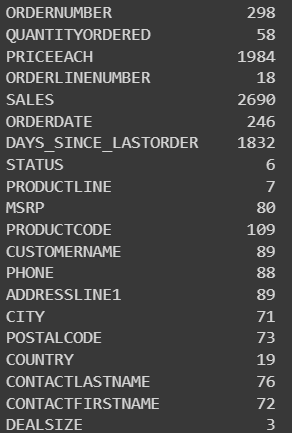 ORDERNUMBER 298
QUANTITYORDERED 58
PRICEEACH 1984
ORDERLINENUMBER 18
SALES 2690
ORDERDATE 246
DAYS_SINCE_LASTORDER 1832
STATUS 6
PRODUCTLINE 7
MSRP 80
PRODUCTCODE 109
CUSTOMERNAME 89
PHONE 88
ADDRESSLINE1 89
CITY 71
POSTALCODE 73
COUNTRY 19
CONTACTLASTNAME 76
CONTACTFIRSTNAME 72
DEALSIZE 3